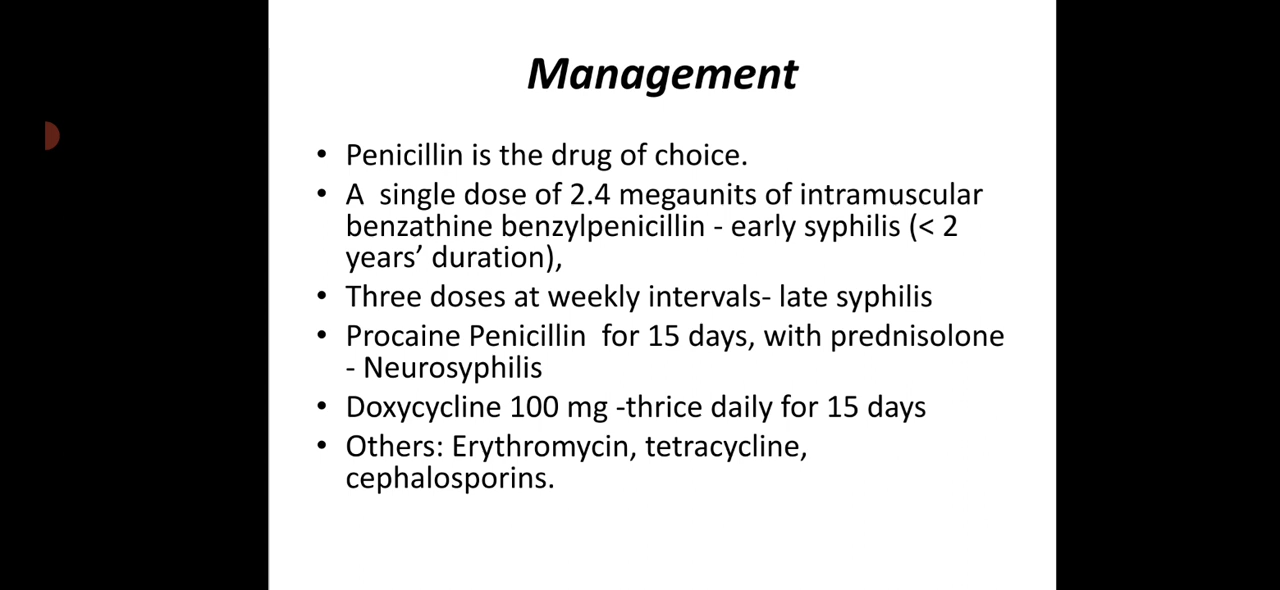 Management
• Penicillin is the drug of choice.
• A  single dose of 2.4 megaunits of intramuscular
benzathine benzylpenicillin - early syphilis (< 2
years’ duration),
• Three doses at weekly intervals- late syphilis
• Procaine Penicillin  for 15 days, with prednisolone
- Neurosyphilis
• Doxycycline 100 mg -thrice daily for 15 days
• Others: Erythromycin, tetracycline,
cephalosporins.